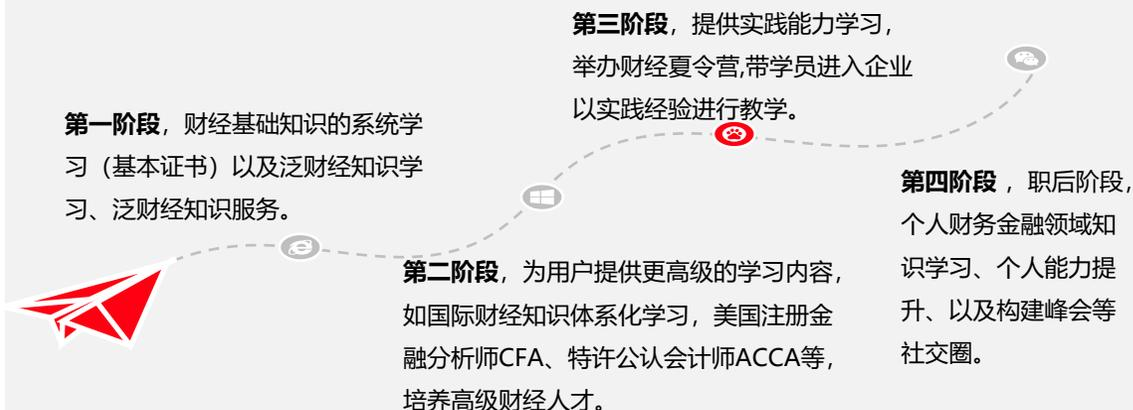 第一阶段，财经基础知识的系统学
习（基本证书）以及泛财经知识学
习、泛财经知识服务。
第二阶段，为用户提供更高级的学习内容，
如国际财经知识体系化学习，美国注册金
融分析师CFA、特许公认会计师ACCA等，
培养高级财经人才。
第三阶段，提供实践能力学习，
举办财经夏令营,带学员进入企业
以实践经验进行教学。
第四阶段 ，职后阶段，
个人财务金融领域知
识学习、个人能力提
升、以及构建峰会等
社交圈。